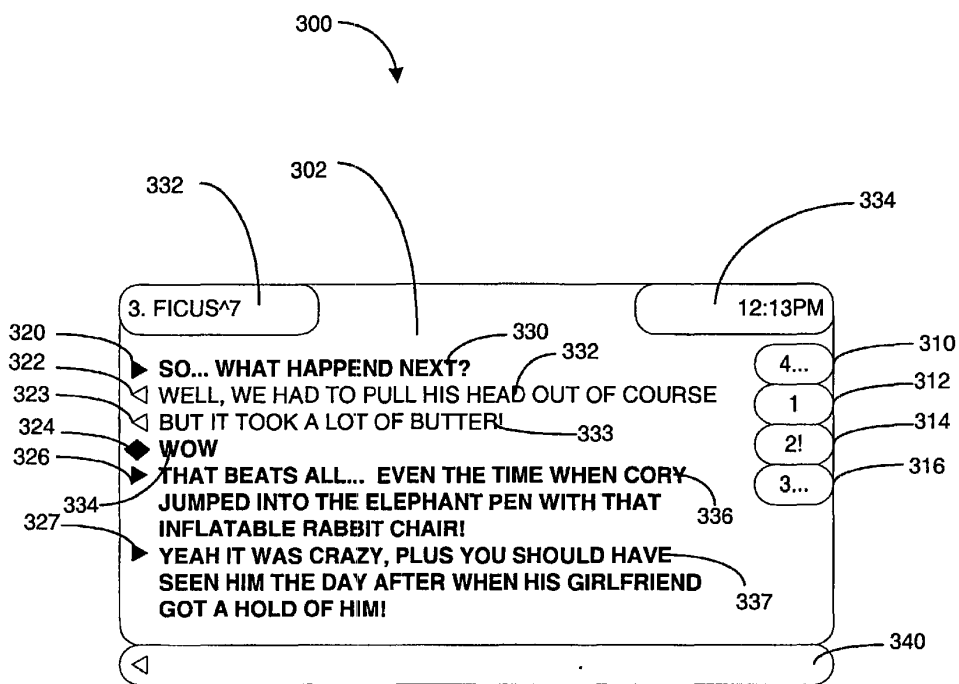 300
302
332
334
3. FICUS^7
12:13PM
320
330
310
SO... WHAT HAPPEND NEXT?
4...
322
332
312
WELL, WE HAD TO PULL HIS HEAD OUT OF COURSE
1
323
BUT IT TOOK A LOT OF BUTTER!
333
314
324
WOW
2!
326
THAT BEATS ALL... EVEN THE TIME WHEN CORY
3...
316
334
JUMPED INTO THE ELEPHANT PEN WITH THAT
336
327
INFLATABLE RABBIT CHAIR!
YEAH IT WAS CRAZY, PLUS YOU SHOULD HAVE
SEEN HIM THE DAY AFTER WHEN HIS GIRLFRIEND
337
GOT A HOLD OF HIM!
340